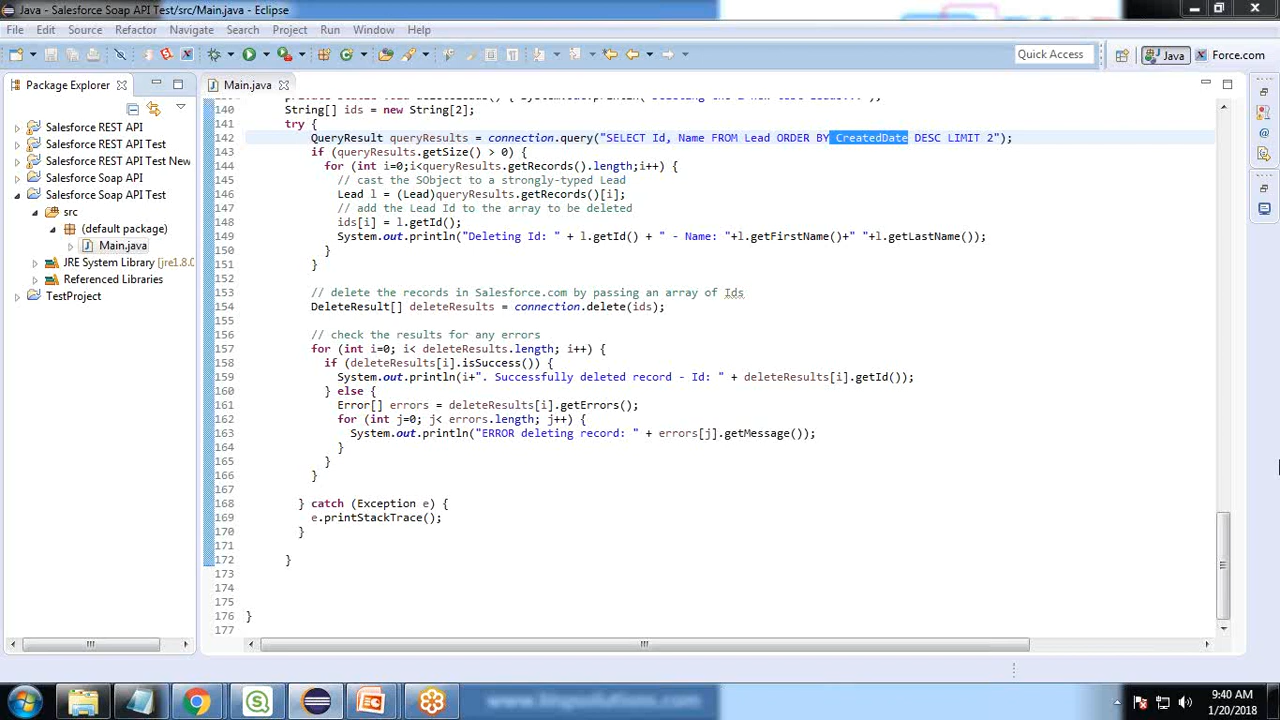 Java - Salesforce Soap API Test/src/Main.java - Eclipse
File Edit Source Refactor Navigate Search Project Run Window Help
Quick Access
Java
Force.com
Package Explorer
Main.java
Salesforce REST API
Salesforce REST API Test
Salesforce REST API Test New
Salesforce SOAP API
Salesforce Soap API Test
src
(default package)
Main.java
JRE System Library [jre1.8.0
Referenced Libraries
TestProject
140 String[] ids = new String[2];
141 try {
142 QueryResult queryResults = connection.query("SELECT Id, Name FROM Lead ORDER BY CreatedDate DESC LIMIT 2");
143 if (queryResults.getSize() > 0) {
144 for (int i=0;i<queryResults.getRecords().length;i++) {
145 // cast the SObject to a strongly-typed Lead
146 Lead l = (Lead)queryResults.getRecords()[i];
147 // add the Lead Id to the array to be deleted
148 ids[i] = l.getId();
149 System.out.println("Deleting Id: " + l.getId() + " - Name: "+l.getFirstName()+" "+l.getLastName());
150 }
151 }
152
153 // delete the records in Salesforce.com by passing an array of Ids
154 DeleteResult[] deleteResults = connection.delete(ids);
155
156 // check the results for any errors
157 for (int i=0; i< deleteResults.length; i++) {
158 if (deleteResults[i].isSuccess()) {
159 System.out.println(i+". Successfully deleted record - Id: " + deleteResults[i].getId());
160 } else {
161 Error[] errors = deleteResults[i].getErrors();
162 for (int j=0; j< errors.length; j++) {
163 System.out.println("ERROR deleting record: " + errors[j].getMessage());
164 }
165 }
166 }
167
168 } catch (Exception e) {
169 e.printStackTrace();
170 }
171
172 }
173
174
175
176 }
177
9:40 AM
1/20/2018